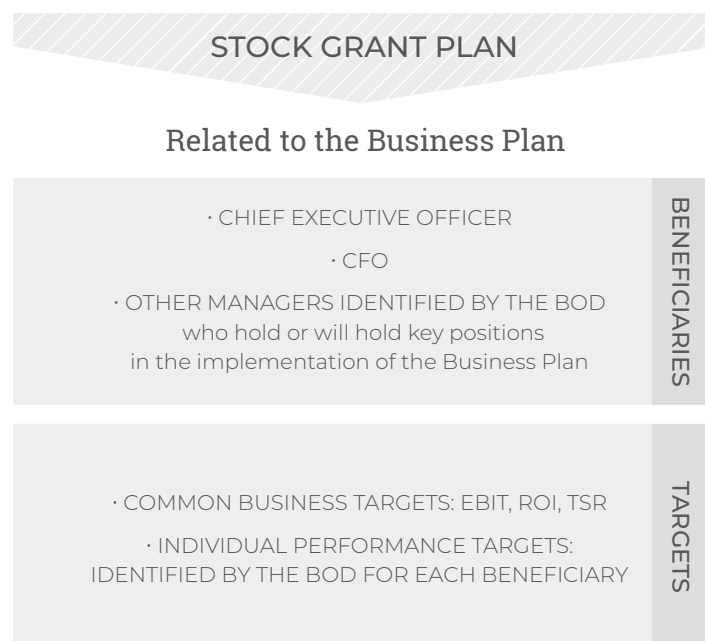 STOCK GRANT PLAN
Related to the Business Plan
· CHIEF EXECUTIVE OFFICER
· CFO
· OTHER MANAGERS IDENTIFIED BY THE BOD
who hold or will hold key positions
in the implementation of the Business Plan
BENEFICIARIES
· COMMON BUSINESS TARGETS: EBIT, ROI, TSR
· INDIVIDUAL PERFORMANCE TARGETS:
IDENTIFIED BY THE BOD FOR EACH BENEFICIARY
TARGETS